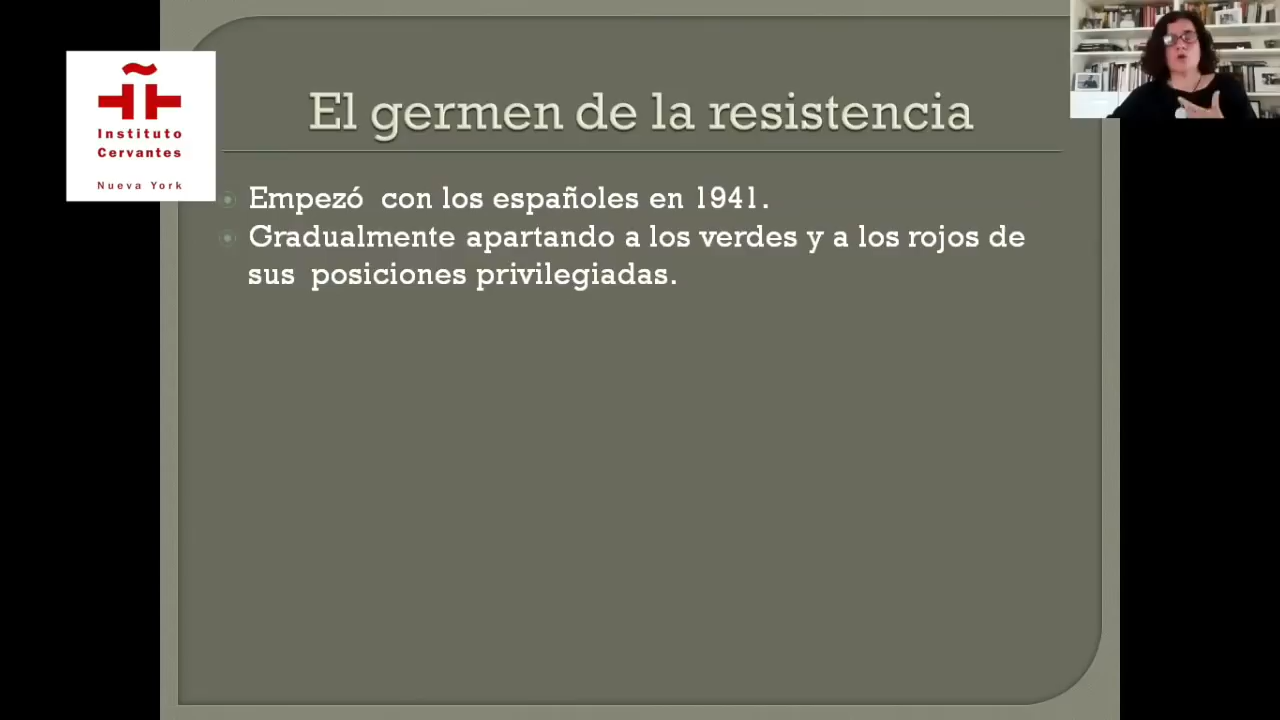 Instituto
Cervantes
Nueva York
El germen de la resistencia
Empezó con los españoles en 1941.
Gradualmente apartando a los verdes y a los rojos de
sus posiciones privilegiadas.